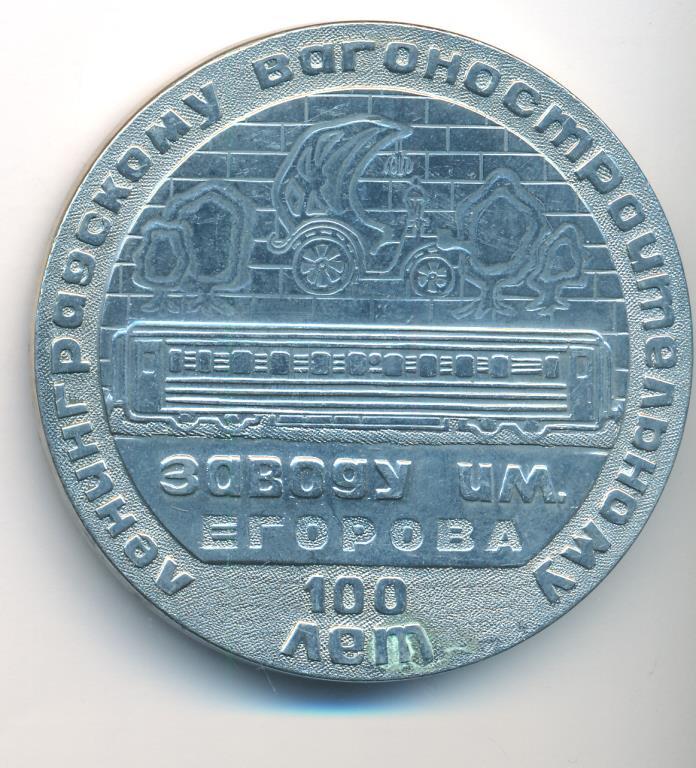 ленинградскому вагоностроительному
заводу им.
ЕГОРОВА
100
лет